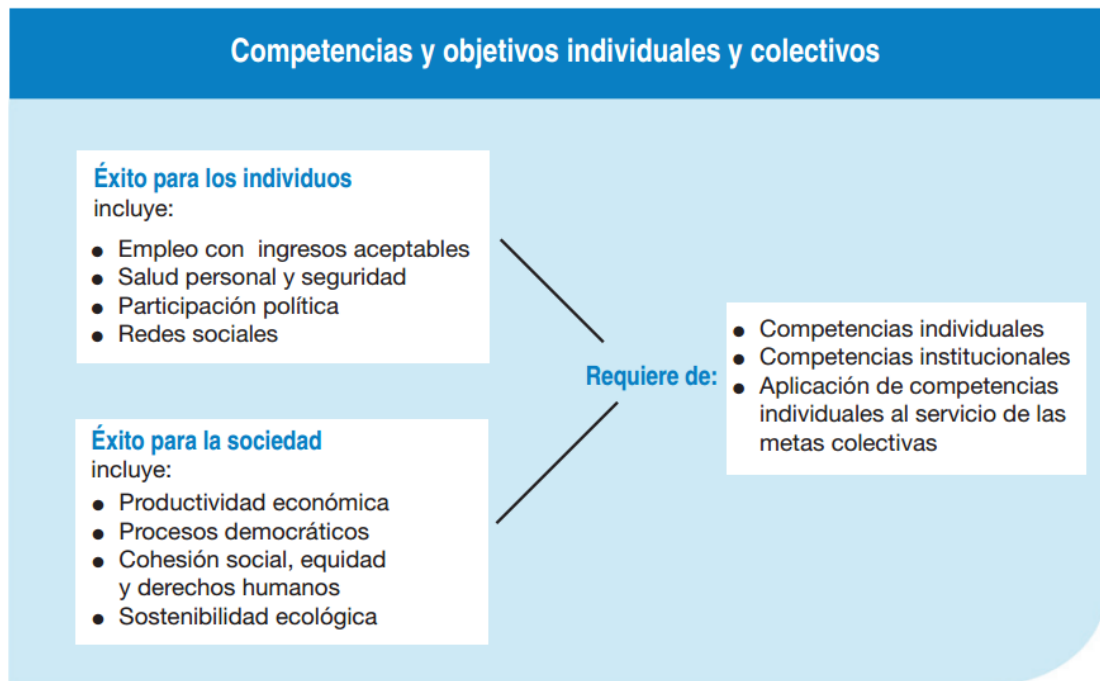 Competencias y objetivos individuales y colectivos
Éxito para los individuos
incluye:
● Empleo con ingresos aceptables
● Salud personal y seguridad
● Participación política
● Redes sociales
Éxito para la sociedad
incluye:
● Productividad económica
● Procesos democráticos
● Cohesión social, equidad
y derechos humanos
● Sostenibilidad ecológica
Requiere de:
● Competencias individuales
● Competencias institucionales
● Aplicación de competencias
individuales al servicio de las
metas colectivas